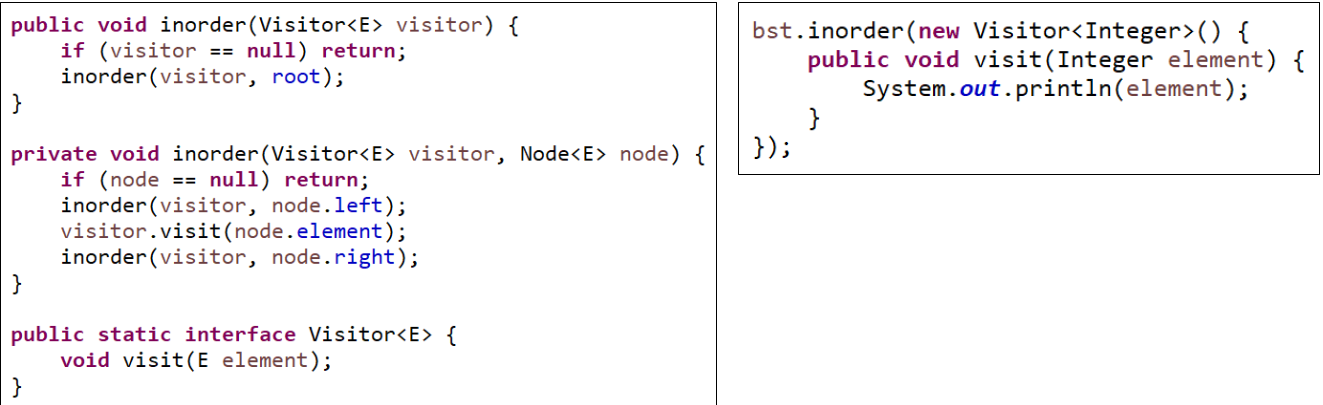 public void inorder(Visitor<E> visitor) {
    if (visitor == null) return;
    inorder(visitor, root);
}
private void inorder(Visitor<E> visitor, Node<E> node) {
    if (node == null) return;
    inorder(visitor, node.left);
    visitor.visit(node.element);
    inorder(visitor, node.right);
}
public static interface Visitor<E> {
    void visit(E element);
}
bst.inorder(new Visitor<Integer>() {
    public void visit(Integer element) {
        System.out.println(element);
    }
});